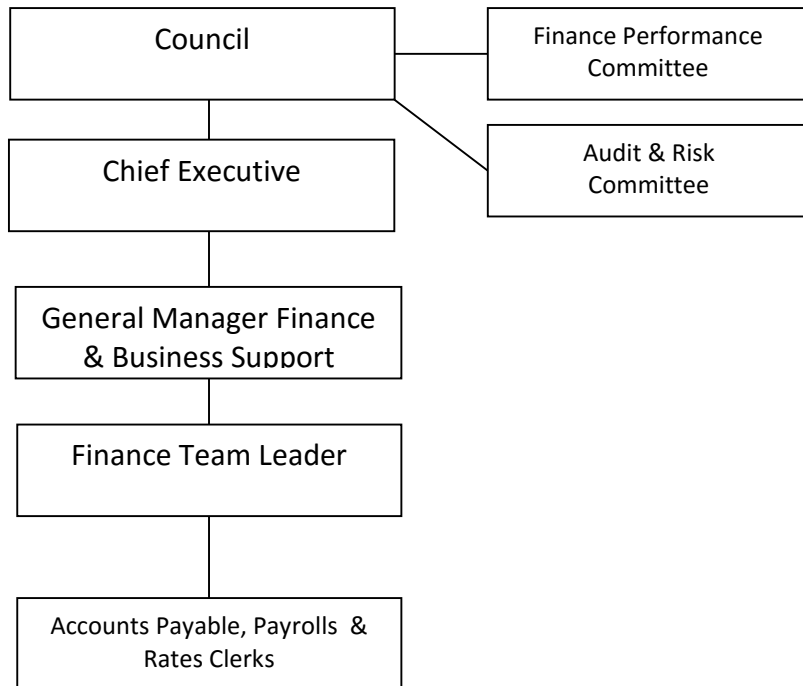 Council
Finance Performance
Committee
Chief Executive
Audit & Risk
Committee
General Manager Finance
& Business Support
Finance Team Leader
Accounts Payable, Payrolls &
Rates Clerks